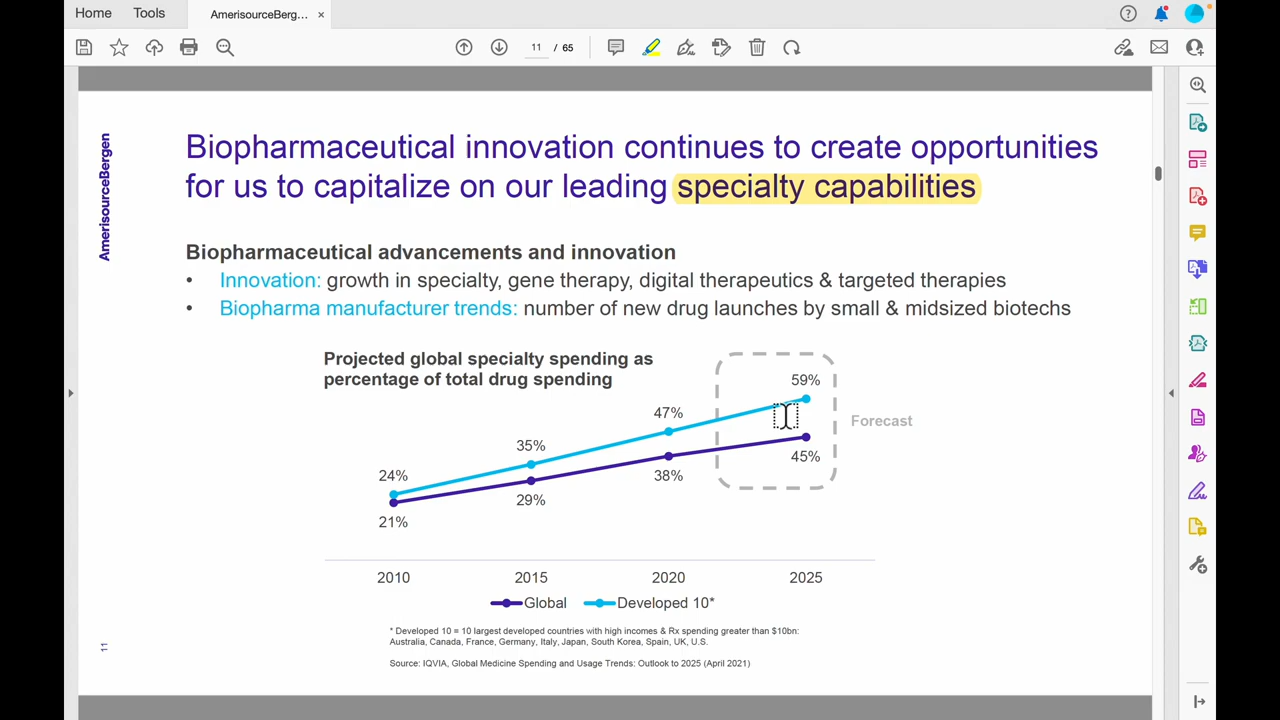 Home
Tools
AmerisourceBerg...
×
11 / 65
AmerisourceBergen
Biopharmaceutical innovation continues to create opportunities
for us to capitalize on our leading specialty capabilities
Biopharmaceutical advancements and innovation
• Innovation: growth in specialty, gene therapy, digital therapeutics & targeted therapies
• Biopharma manufacturer trends: number of new drug launches by small & midsized biotechs
Projected global specialty spending as
percentage of total drug spending
59%
47%
Forecast
35%
45%
24%
38%
29%
21%
2010 2015 2020 2025
Global Developed 10*
* Developed 10 = 10 largest developed countries with high incomes & Rx spending greater than $10bn:
Australia, Canada, France, Germany, Italy, Japan, South Korea, Spain, UK, U.S.
11
Source: IQVIA, Global Medicine Spending and Usage Trends: Outlook to 2025 (April 2021)